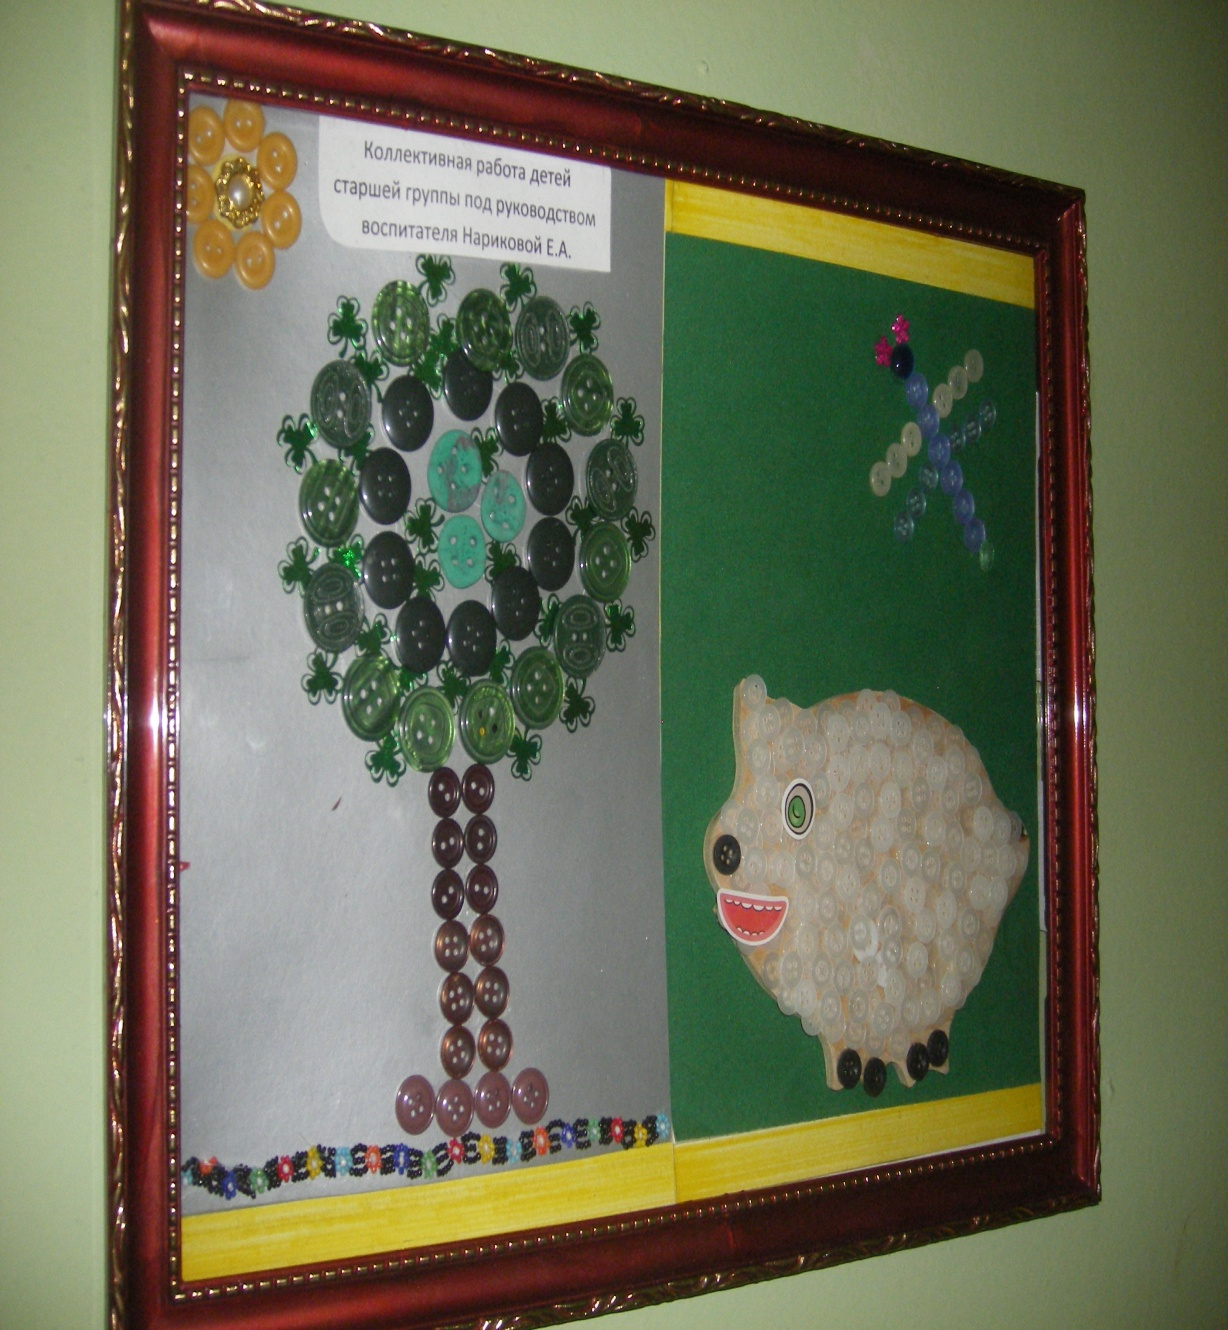 Коллективная работа детей
старшей группы под руководством
воспитателя Нариковой Е.А.